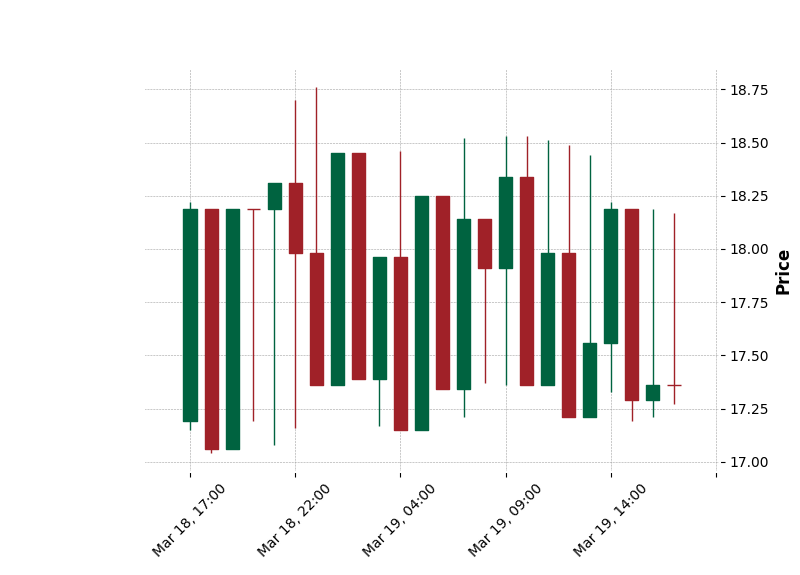 18.75
18.50
18.25
18.00
17.75
17.50
17.25
17.00
Price
Mar 18, 17:00
Mar 18, 22:00
Mar 19, 04:00
Mar 19, 09:00
Mar 19, 14:00